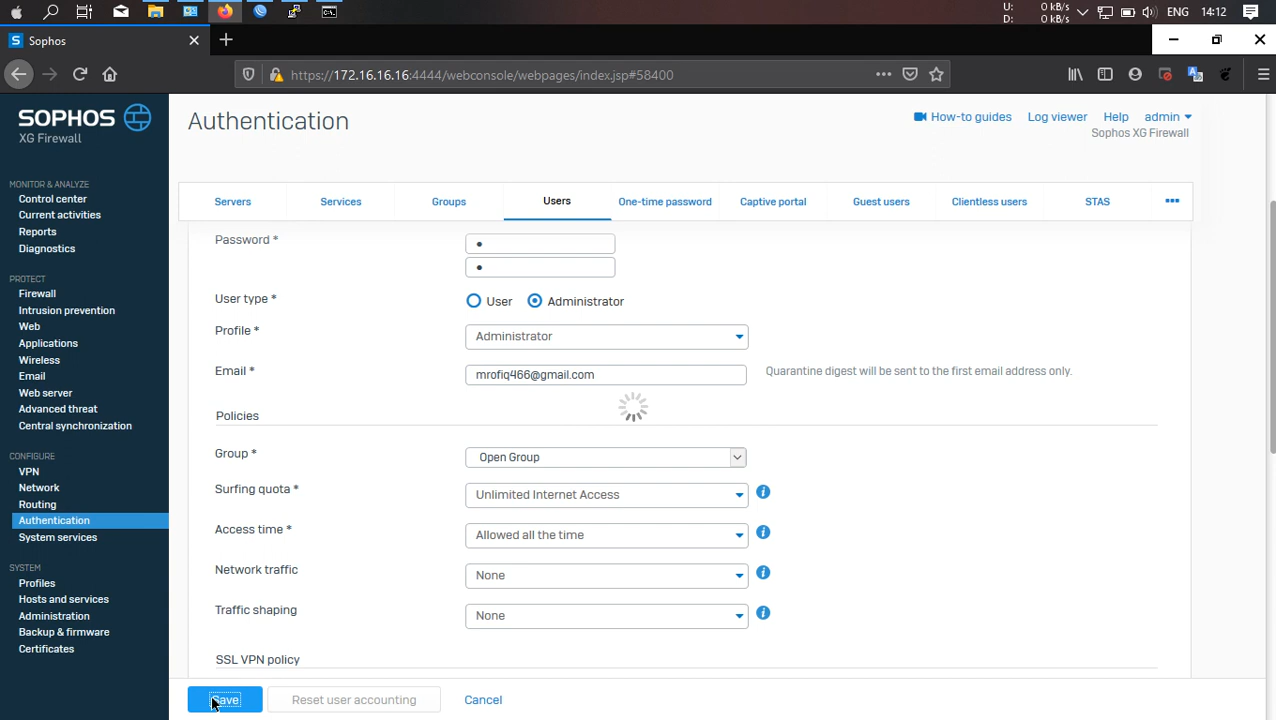 U: 0 kB/s
D: 0 kB/s
ENG 14:12
Sophos
https://172.16.16.16:4444/webconsole/webpages/index.jsp#58400
SOPHOS
XG Firewall
MONITOR & ANALYZE
Control center
Current activities
Reports
Diagnostics
PROTECT
Firewall
Intrusion prevention
Web
Applications
Wireless
Email
Web server
Advanced threat
Central synchronization
CONFIGURE
VPN
Network
Routing
Authentication
System services
SYSTEM
Profiles
Hosts and services
Administration
Backup & firmware
Certificates
Authentication
How-to guides Log viewer Help admin
Sophos XG Firewall
Servers Services Groups Users One-time password Captive portal Guest users Clientless users STAS
Password *
User type * User Administrator
Profile * Administrator
Email * mrofiq466@gmail.com Quarantine digest will be sent to the first email address only.
Policies
Group * Open Group
Surfing quota * Unlimited Internet Access
Access time * Allowed all the time
Network traffic None
Traffic shaping None
SSL VPN policy
Save Reset user accounting Cancel